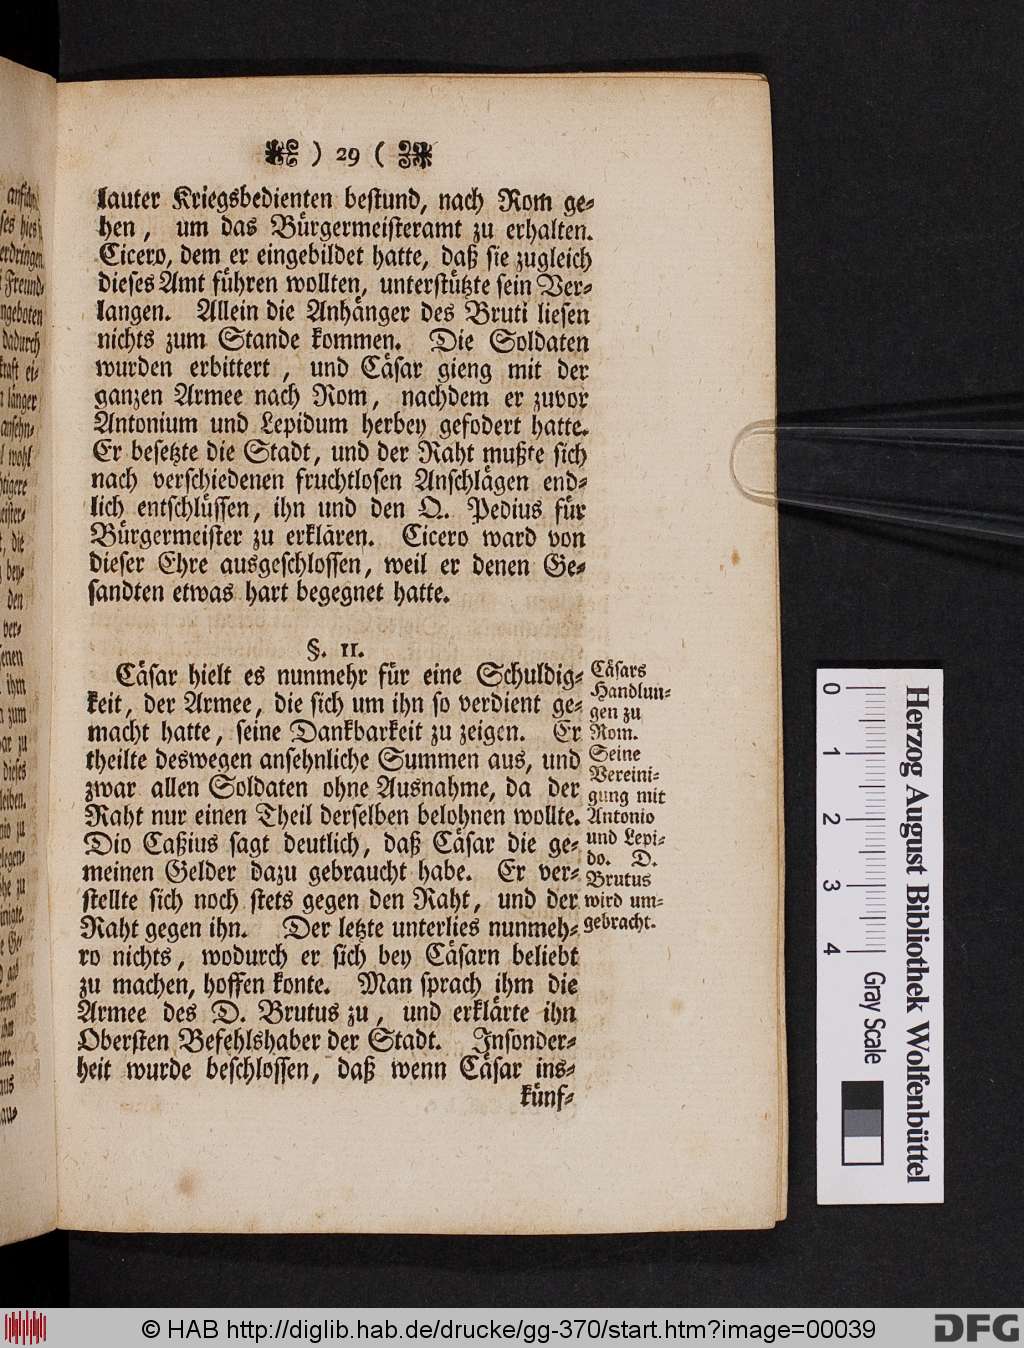 ) 29 (
lauter Kriegsbedienten bestund, nach Rom ge-
hen, um das Bürgermeisteramt zu erhalten.
Cicero, dem er eingebildet hatte, daß sie zugleich
dieses Amt führen wollten, unterstützte sein Ver-
langen. Allein die Anhänger des Bruti liesen
nichts zum Stande kommen. Die Soldaten
wurden erbittert, und Cäsar gieng mit der
ganzen Armee nach Rom, nachdem er zuvor
Antonium und Lepidum herbey gefodert hatte.
Er besetzte die Stadt, und der Raht mußte sich
nach verschiedenen fruchtlosen Anschlägen end-
lich entschlüssen, ihn und den Q. Pedius für
Bürgermeister zu erklären. Cicero ward von
dieser Ehre ausgeschlossen, weil er denen Ge-
sandten etwas hart begegnet hatte.
§. 11.
Cäsar hielt es nunmehr für eine Schuldig-
keit, der Armee, die sich um ihn so verdient ge-
macht hatte, seine Dankbarkeit zu zeigen. Er
theilte deswegen ansehnliche Summen aus, und
zwar allen Soldaten ohne Ausnahme, da der
Raht nur einen Theil derselben belohnen wollte.
Dio Caßius sagt deutlich, daß Cäsar die ge-
meinen Gelder dazu gebraucht habe. Er ver-
stellte sich noch stets gegen den Raht, und der
Raht gegen ihn. Der letzte unterlies nunmeh-
ro nichts, wodurch er sich bey Cäsarn beliebt
zu machen, hoffen konte. Man sprach ihm die
Armee des D. Brutus zu, und erklärte ihn
Obersten Befehlshaber der Stadt. Insonder-
heit wurde beschlossen, daß wenn Cäsar ins-
künf-
Cäsars
Handlun-
gen zu
Rom.
Seine
Vereini-
gung mit
Antonio
und Lepi-
do. D.
Brutus
wird um-
gebracht.
Herzog August Bibliothek Wolfenbüttel
0 1 2 3 4
Gray Scale
© HAB http://diglib.hab.de/drucke/gg-370/start.htm?image=00039
DFG